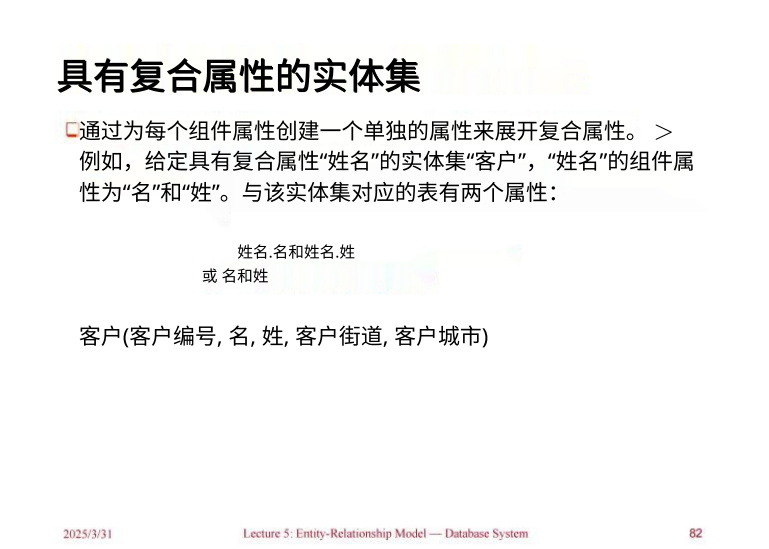 具有复合属性的实体集
通过为每个组件属性创建一个单独的属性来展开复合属性。 ＞
例如，给定具有复合属性“姓名”的实体集“客户”，“姓名”的组件属
性为“名”和“姓”。与该实体集对应的表有两个属性：
姓名.名和姓名.姓
或 名和姓
客户(客户编号, 名, 姓, 客户街道, 客户城市)
2025/3/31 Lecture 5: Entity-Relationship Model — Database System 82